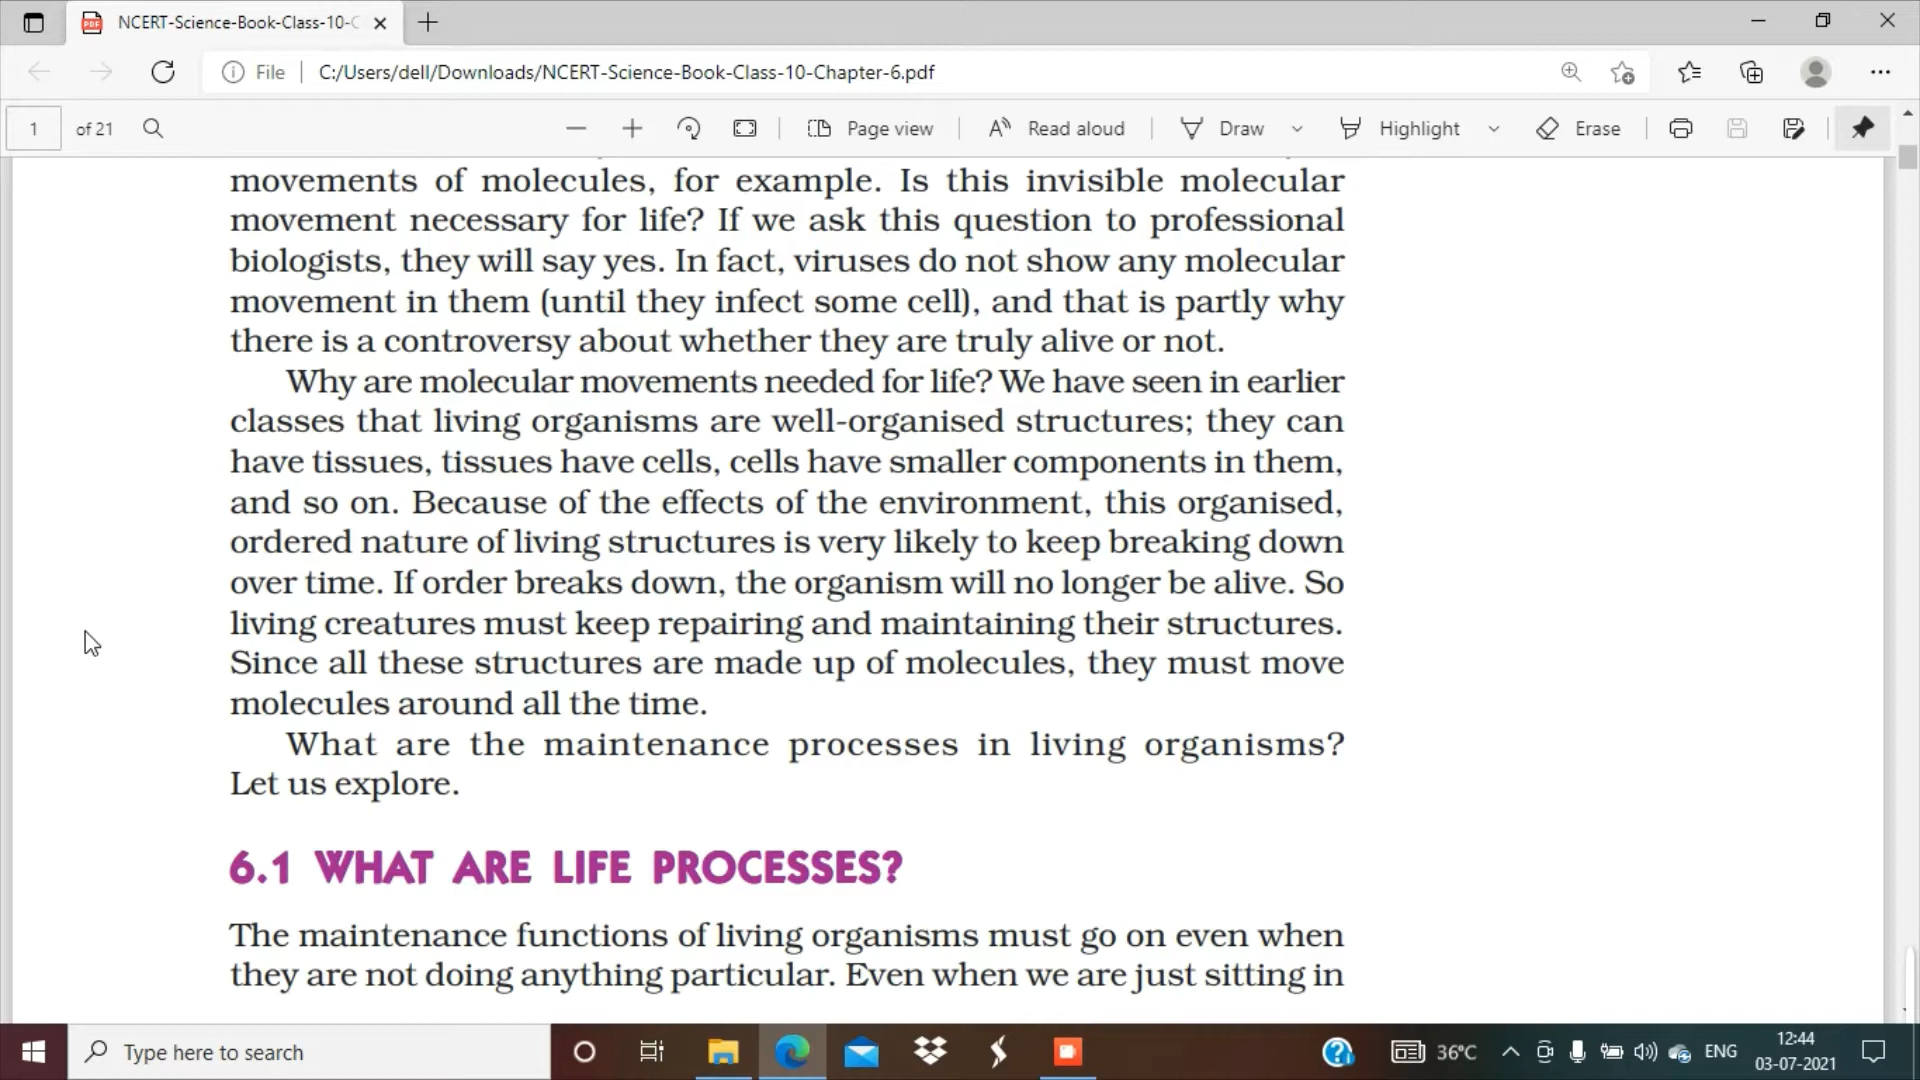 NCERT-Science-Book-Class-10-C
File
C:/Users/dell/Downloads/NCERT-Science-Book-Class-10-Chapter-6.pdf
1 of 21
Page view
Read aloud
Draw
Highlight
Erase
movements of molecules, for example. Is this invisible molecular
movement necessary for life? If we ask this question to professional
biologists, they will say yes. In fact, viruses do not show any molecular
movement in them (until they infect some cell), and that is partly why
there is a controversy about whether they are truly alive or not.
Why are molecular movements needed for life? We have seen in earlier
classes that living organisms are well-organised structures; they can
have tissues, tissues have cells, cells have smaller components in them,
and so on. Because of the effects of the environment, this organised,
ordered nature of living structures is very likely to keep breaking down
over time. If order breaks down, the organism will no longer be alive. So
living creatures must keep repairing and maintaining their structures.
Since all these structures are made up of molecules, they must move
molecules around all the time.
What are the maintenance processes in living organisms?
Let us explore.
6.1 WHAT ARE LIFE PROCESSES?
The maintenance functions of living organisms must go on even when
they are not doing anything particular. Even when we are just sitting in
Type here to search
36°C
ENG
12:44
03-07-2021